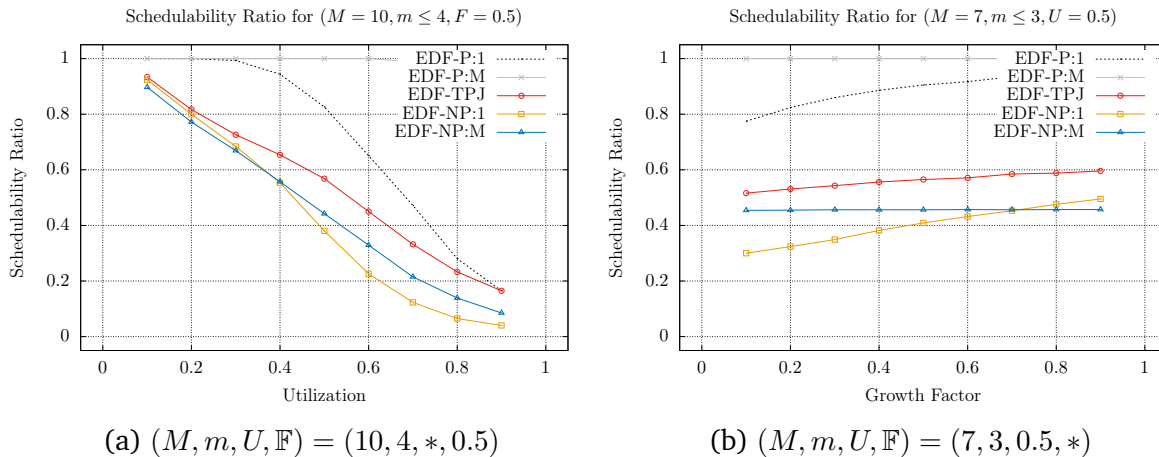 Schedulability Ratio for (M = 10, m ≤ 4, F = 0.5)
Schedulability Ratio
1
0.8
0.6
0.4
0.2
0
EDF-P:1
EDF-P:M
EDF-TPJ
EDF-NP:1
EDF-NP:M
0 0.2 0.4 0.6 0.8 1
Utilization
(a) (M, m, U, 𝔽) = (10, 4, *, 0.5)
Schedulability Ratio for (M = 7, m ≤ 3, U = 0.5)
Schedulability Ratio
1
0.8
0.6
0.4
0.2
0
EDF-P:1
EDF-P:M
EDF-TPJ
EDF-NP:1
EDF-NP:M
0 0.2 0.4 0.6 0.8 1
Growth Factor
(b) (M, m, U, 𝔽) = (7, 3, 0.5, *)